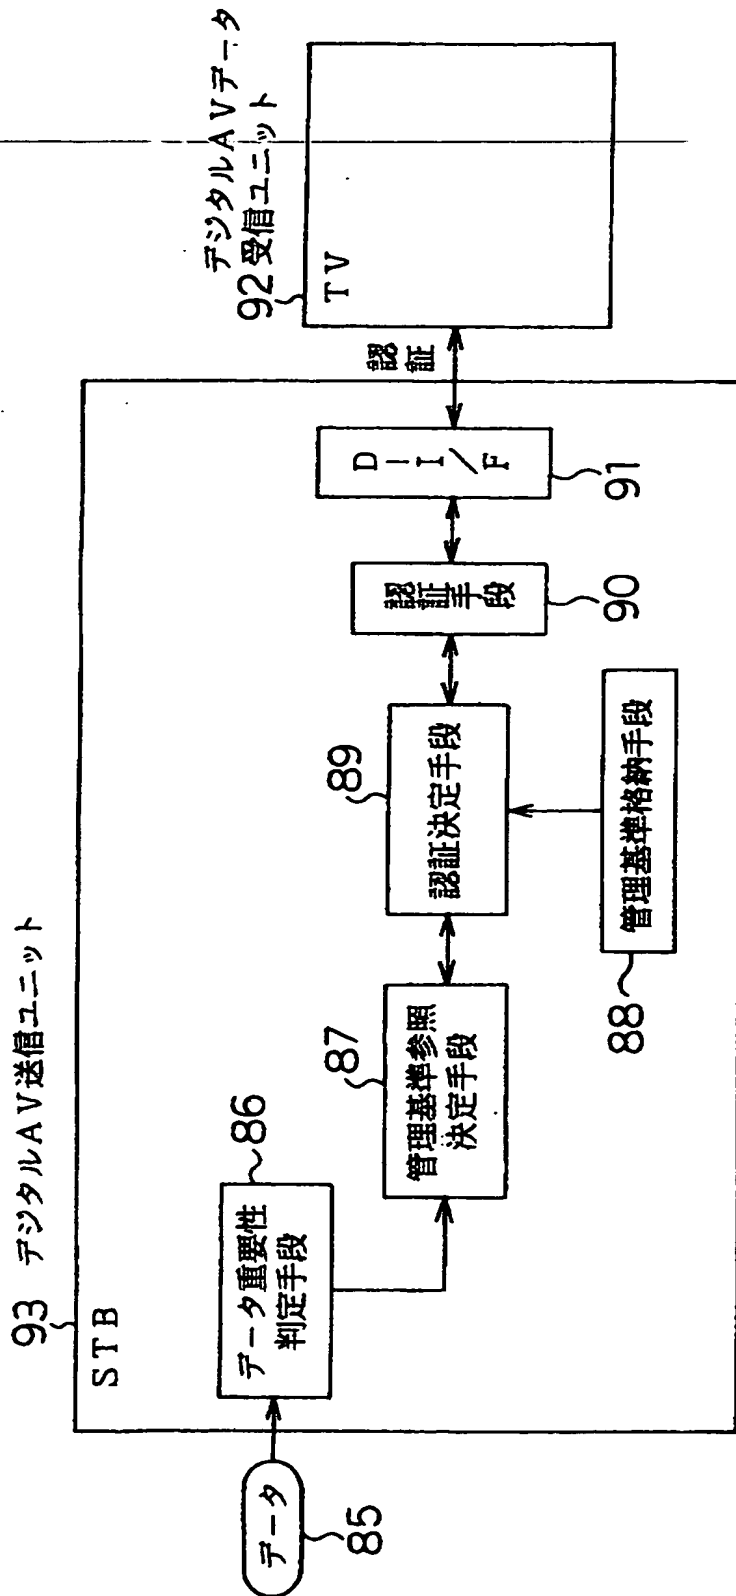 93 デジタルAV送信ユニット
STB
データ
85
86
データ重要性
判定手段
87
管理基準参照
決定手段
88
管理基準格納手段
89
認証決定手段
90
認証手段
91
D-I/F
認証
デジタルAVデータ
92受信ユニット
TV